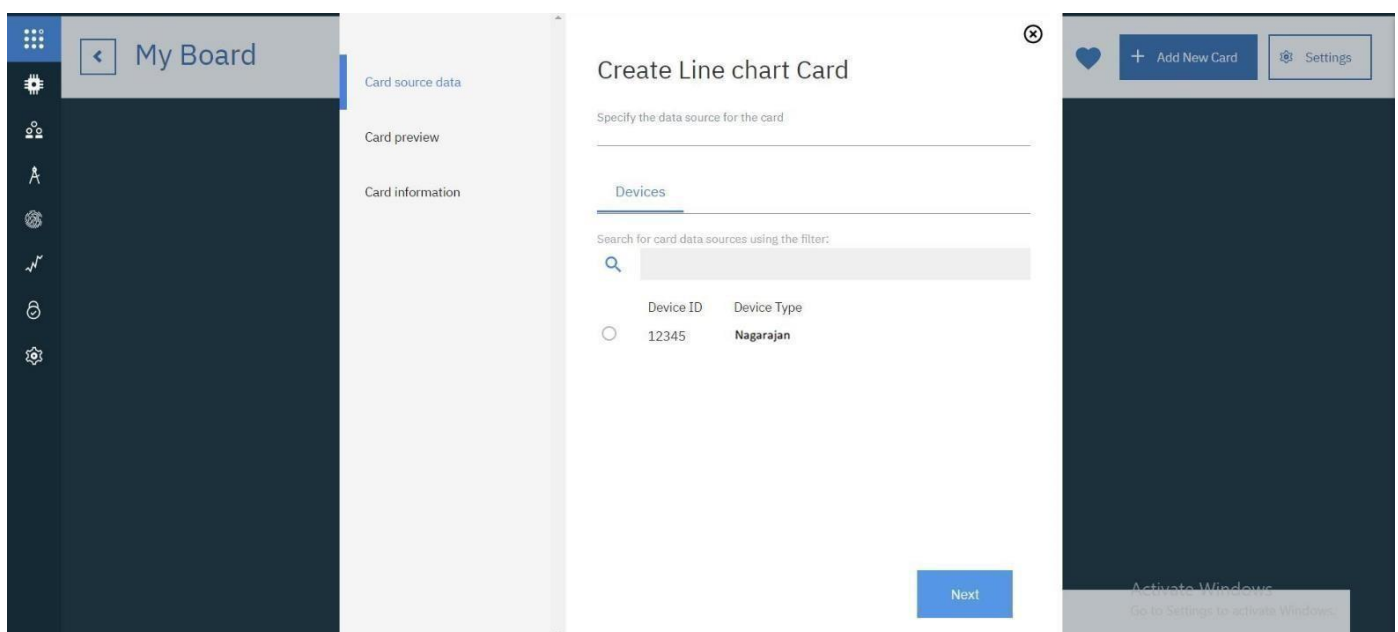 My Board
Card source data
Card preview
Card information
Create Line chart Card
Specify the data source for the card
Devices
Search for card data sources using the filter:
Device ID Device Type
12345 Nagarajan
Next
+ Add New Card
Settings
Activate Windows
Go to Settings to activate Windows.